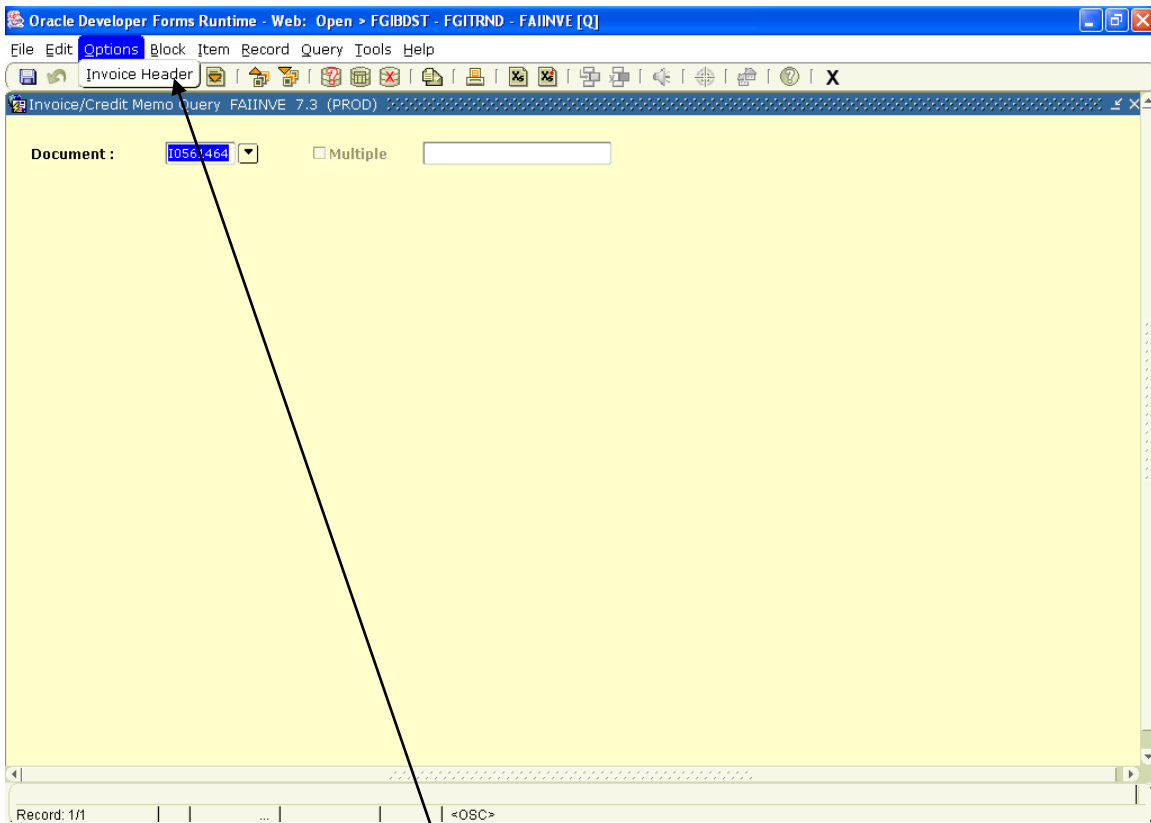 Oracle Developer Forms Runtime - Web: Open > FGIBDST - FGITRND - FAIINVE [Q]
File Edit Options Block Item Record Query Tools Help
Invoice Header
X
Invoice/Credit Memo Query FAIINVE 7.3 (PROD)
Document : I0561464 Multiple
Record: 1/1 ... <OSC>